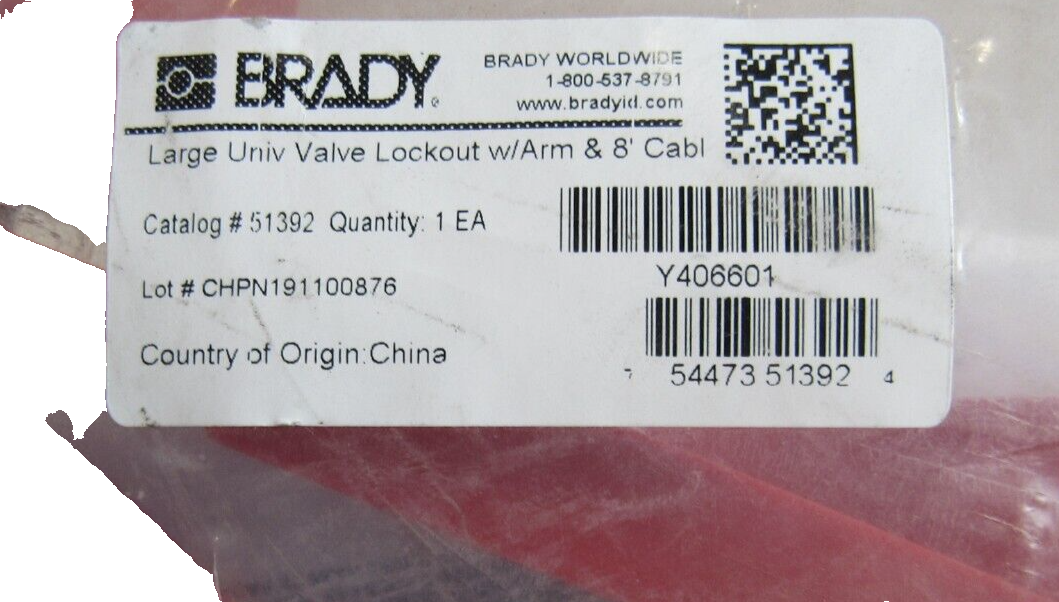 BRADY
BRADY WORLDWIDE
1-800-537-8791
www.bradyid.com
Large Univ Valve Lockout w/Arm & 8' Cabl
Catalog # 51392 Quantity: 1 EA
Y406601
Lot # CHPN191100876
Country of Origin:China
7 54473 51392 4